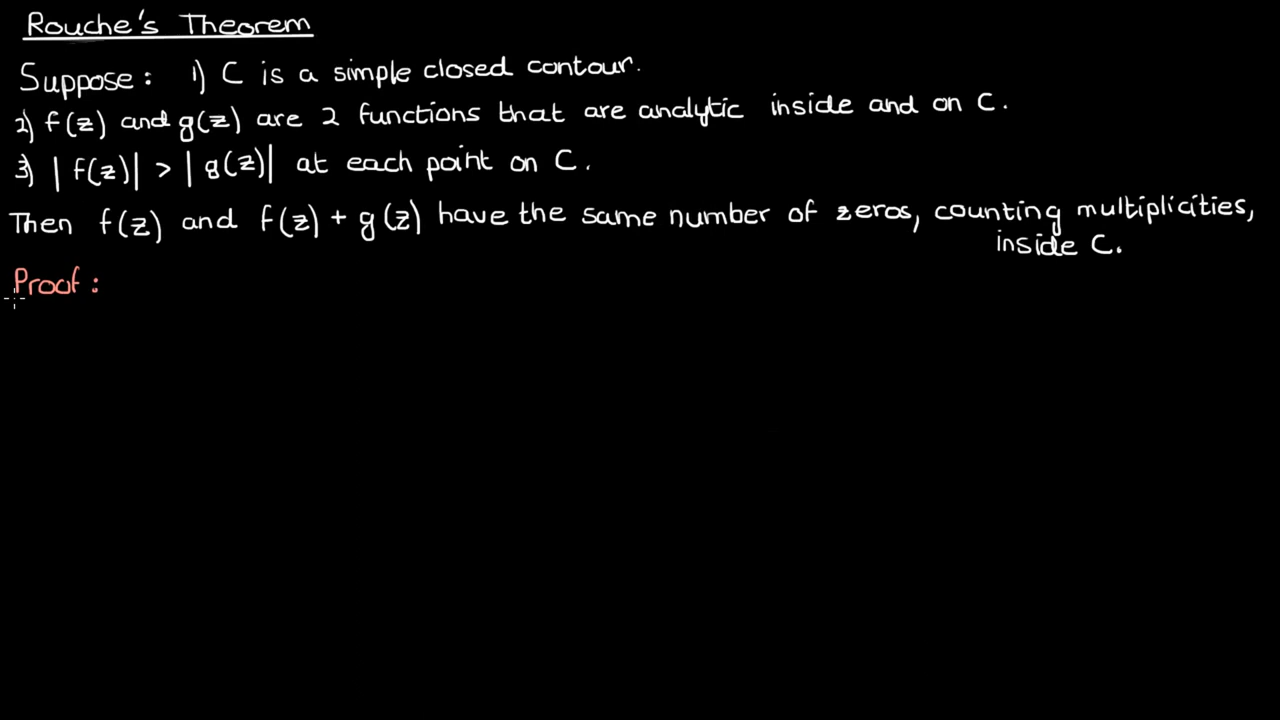 Rouche's Theorem
Suppose: 1) C is a simple closed contour.
2) f(z) and g(z) are 2 functions that are analytic inside and on C.
3) |f(z)| > |g(z)| at each point on C.
Then f(z) and f(z) + g(z) have the same number of zeros, counting multiplicities,
inside C.
Proof: